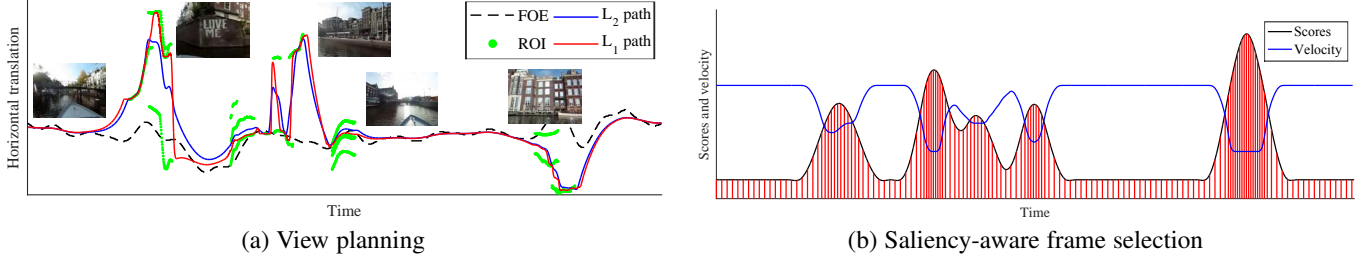 Horizontal translation
LOVE
ME
FOE
L₂ path
ROI
L₁ path
Time
(a) View planning
Scores and velocity
Scores
Velocity
Time
(b) Saliency-aware frame selection